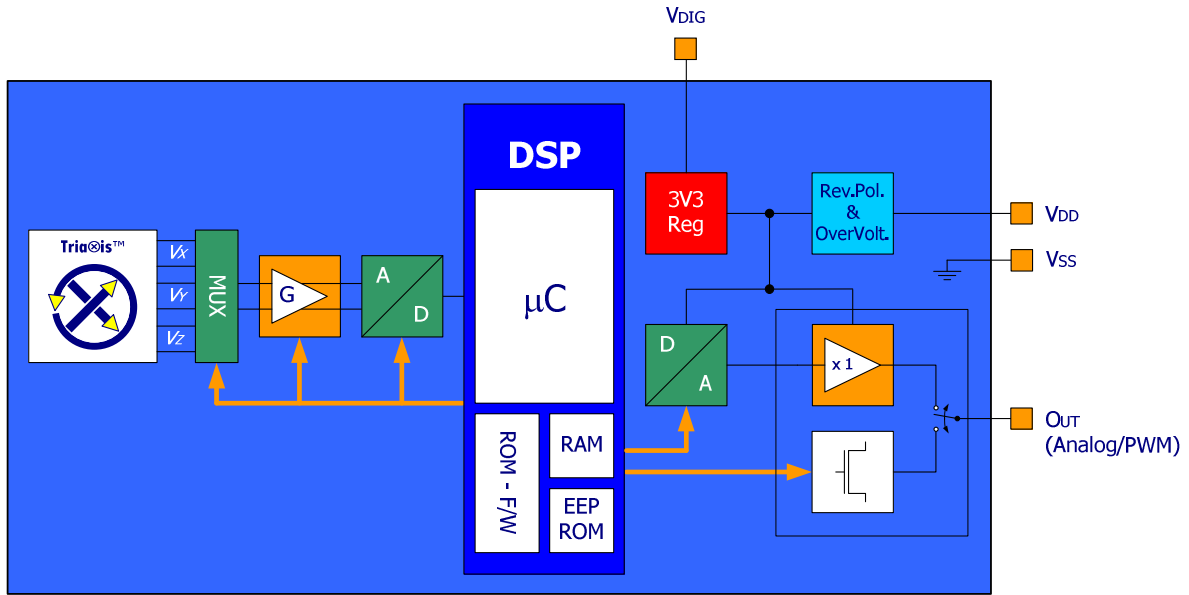 VDIG
DSP
3V3
Reg
Rev.Pol.
&
OverVolt.
VDD
VSS
Tria⊗is™
VX
VY
VZ
MUX
G
A
D
µC
D
A
x 1
OUT
(Analog/PWM)
ROM - F/W
RAM
EEP
ROM